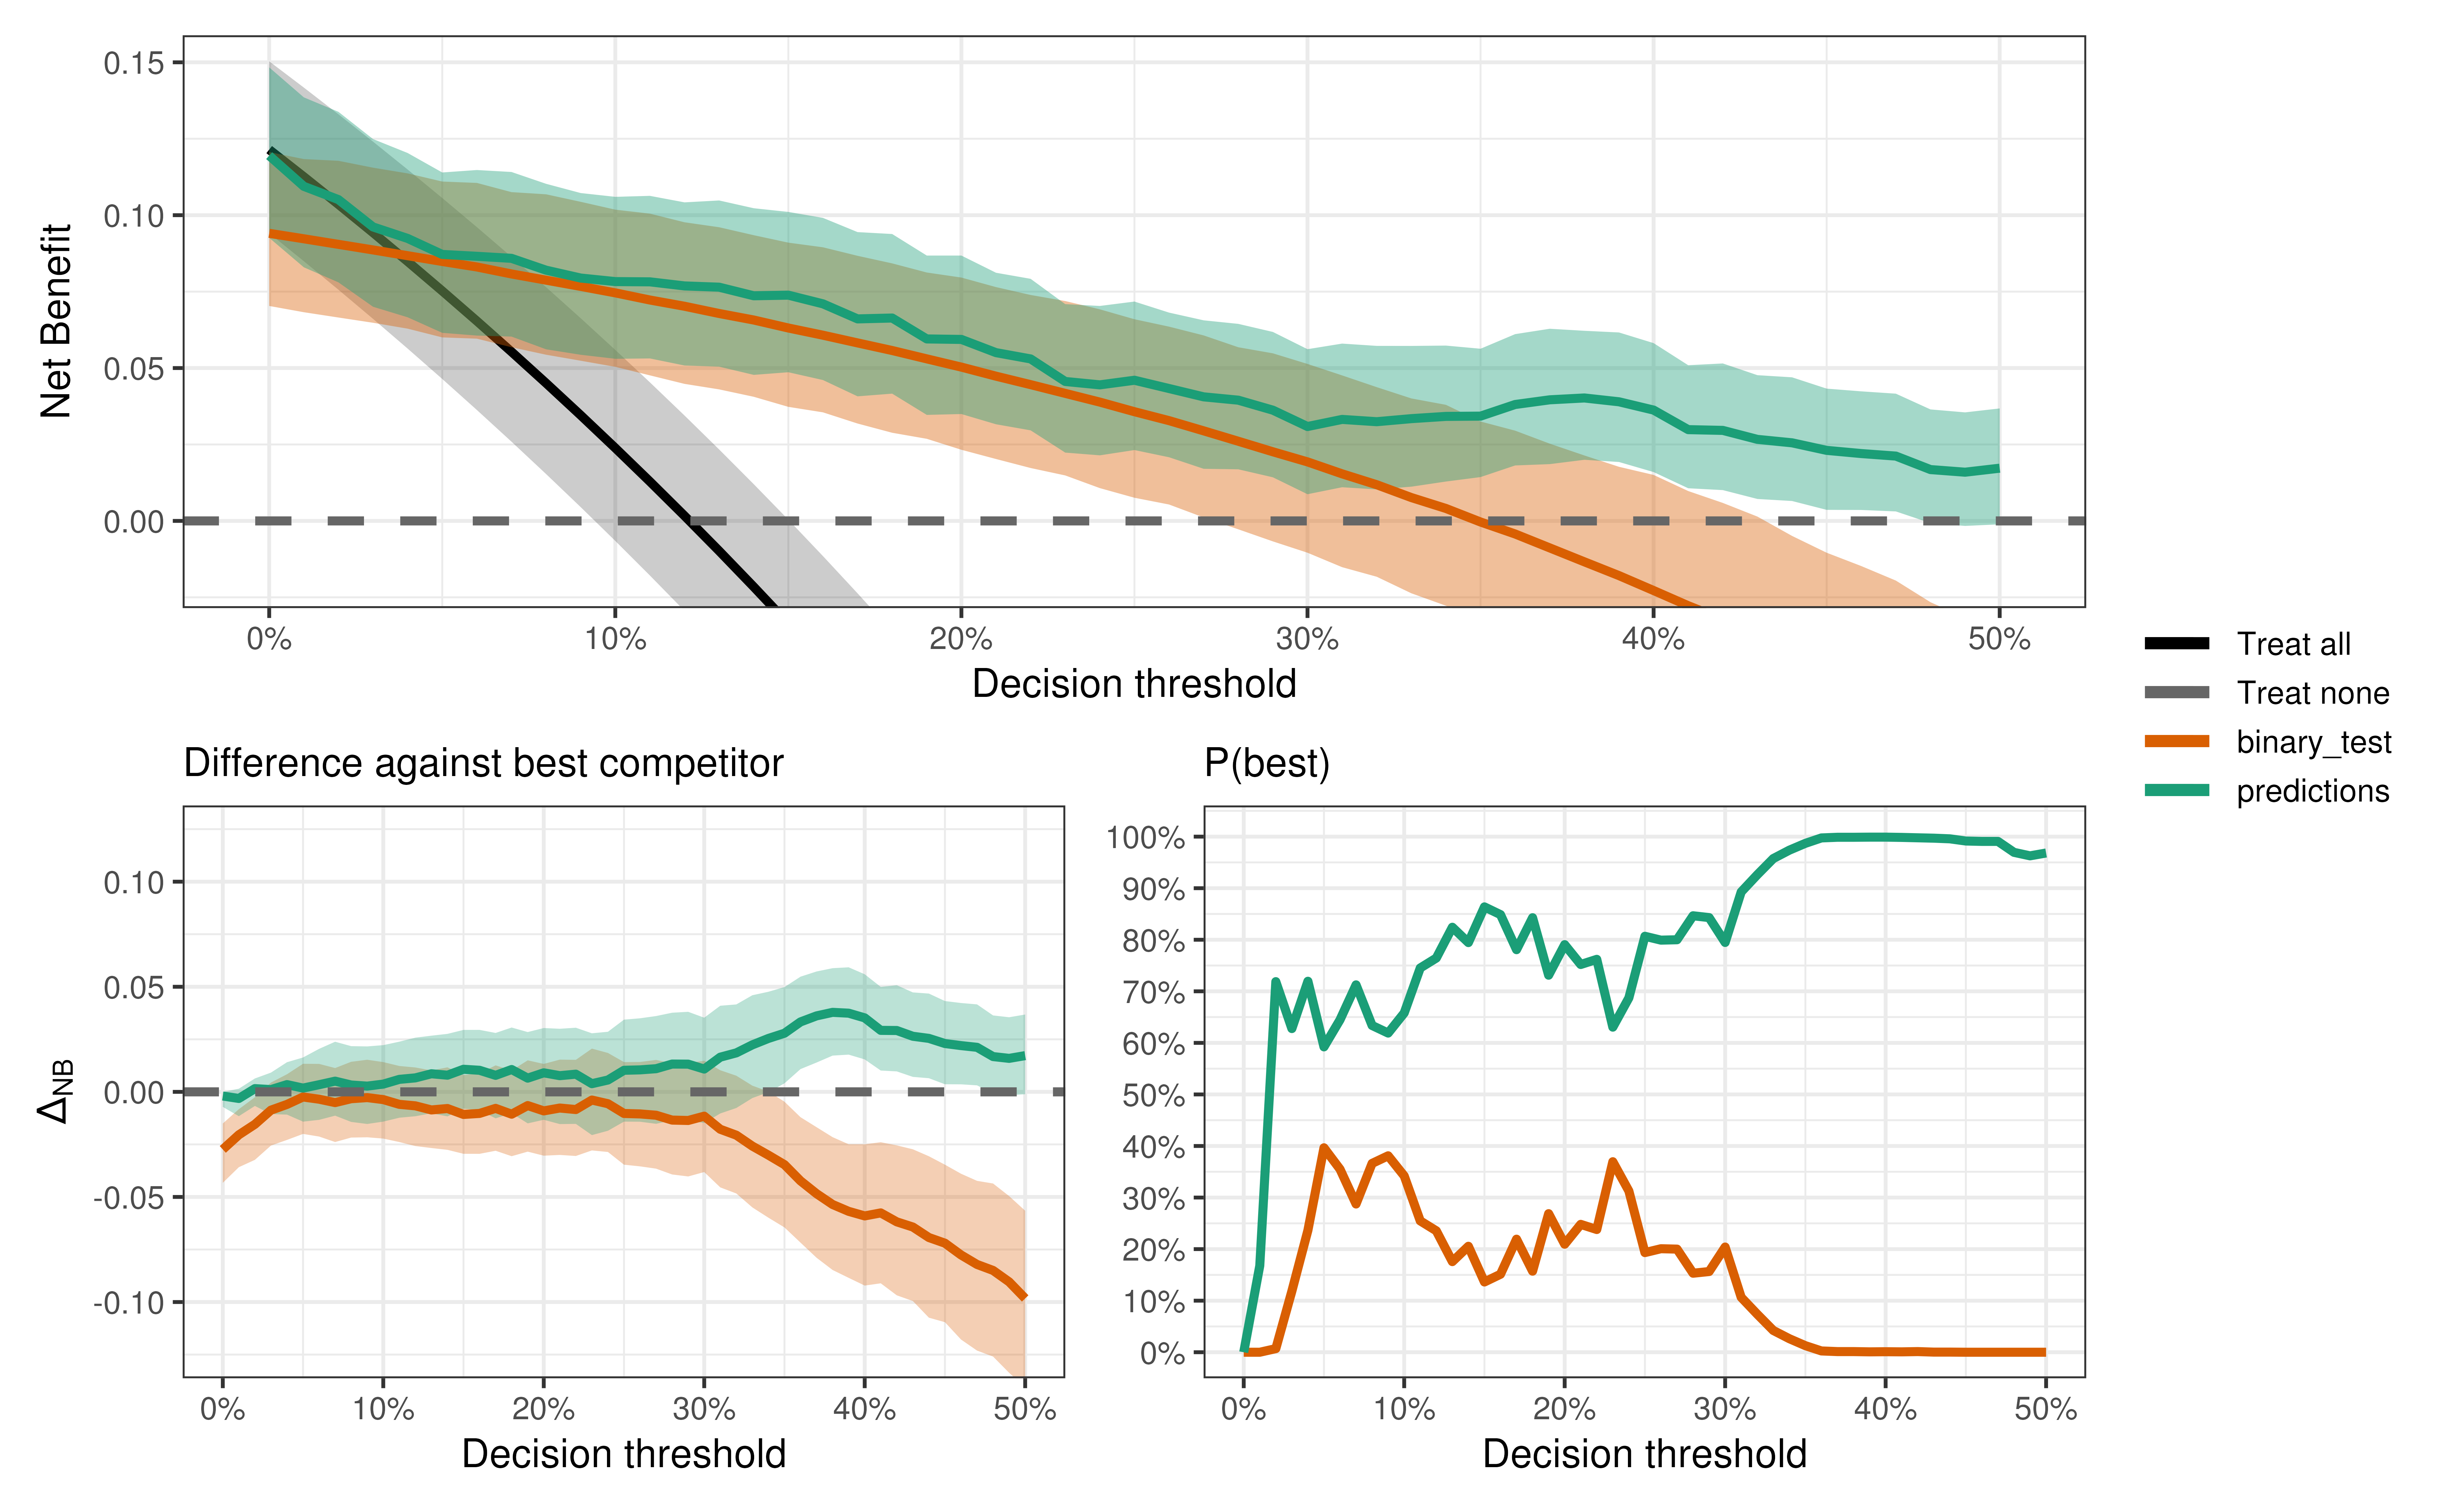 Net Benefit
0.15
0.10
0.05
0.00
0% 10% 20% 30% 40% 50%
Decision threshold
Treat all
Treat none
binary_test
predictions
Difference against best competitor
ΔNB
0.10
0.05
0.00
-0.05
-0.10
0% 10% 20% 30% 40% 50%
Decision threshold
P(best)
100%
90%
80%
70%
60%
50%
40%
30%
20%
10%
0%
0% 10% 20% 30% 40% 50%
Decision threshold